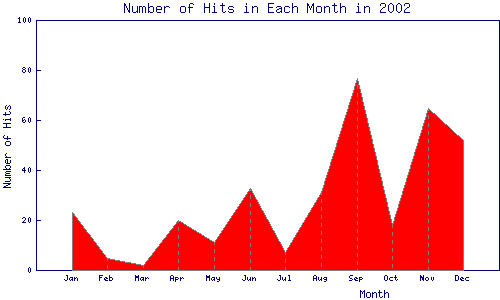 Number of Hits in Each Month in 2002
100
80
60
40
20
0
Number of Hits
Jan Feb Mar Apr May Jun Jul Aug Sep Oct Nov Dec
Month